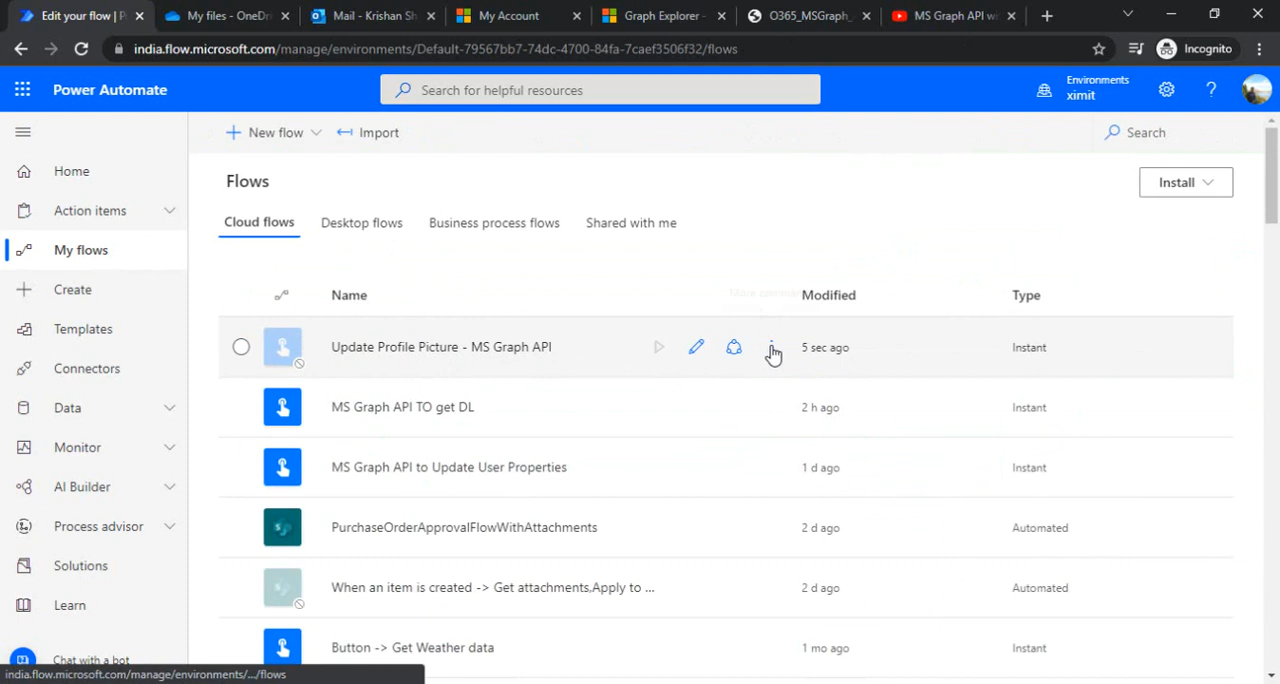 Edit your flow | P
My files - OneDr
Mail - Krishan Sh
My Account
Graph Explorer -
O365_MSGraph_
MS Graph API wo
india.flow.microsoft.com/manage/environments/Default-79567bb7-74dc-4700-84fa-7caef3506f32/flows
Incognito
Power Automate
Search for helpful resources
Environments
ximit
New flow
Import
Search
Home
Action items
My flows
Create
Templates
Connectors
Data
Monitor
AI Builder
Process advisor
Solutions
Learn
Chat with a bot
Flows
Install
Cloud flows
Desktop flows
Business process flows
Shared with me
Name Modified Type
Update Profile Picture - MS Graph API 5 sec ago Instant
MS Graph API TO get DL 2 h ago Instant
MS Graph API to Update User Properties 1 d ago Instant
PurchaseOrderApprovalFlowWithAttachments 2 d ago Automated
When an item is created -> Get attachments,Apply to ... 2 d ago Automated
Button -> Get Weather data 1 mo ago Instant
india.flow.microsoft.com/manage/environments/.../flows